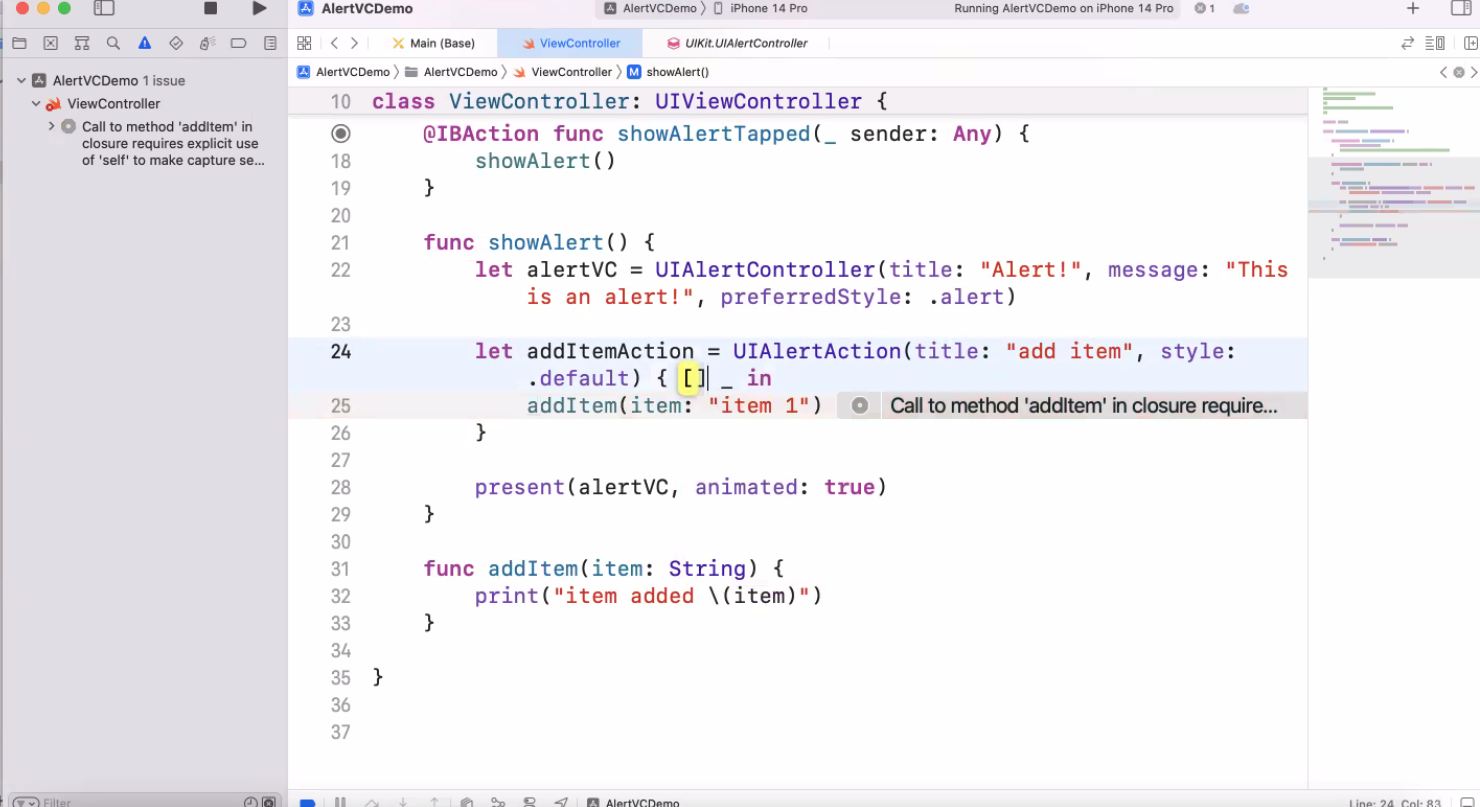 AlertVCDemo
AlertVCDemo 〉 iPhone 14 Pro
Running AlertVCDemo on iPhone 14 Pro
1
Main (Base)
ViewController
UIKit.UIAlertController
AlertVCDemo 〉 AlertVCDemo 〉 ViewController 〉 M showAlert()
AlertVCDemo 1 issue
ViewController
Call to method 'addItem' in
closure requires explicit use
of 'self' to make capture se...
10 class ViewController: UIViewController {
@IBAction func showAlertTapped(_ sender: Any) {
18 showAlert()
19 }
20
21 func showAlert() {
22 let alertVC = UIAlertController(title: "Alert!", message: "This
is an alert!", preferredStyle: .alert)
23
24 let addItemAction = UIAlertAction(title: "add item", style:
.default) { [] _ in
25 addItem(item: "item 1") Call to method 'addItem' in closure require...
26 }
27
28 present(alertVC, animated: true)
29 }
30
31 func addItem(item: String) {
32 print("item added \(item)")
33 }
34
35 }
36
37
Filter
AlertVCDemo
Line: 24 Col: 83